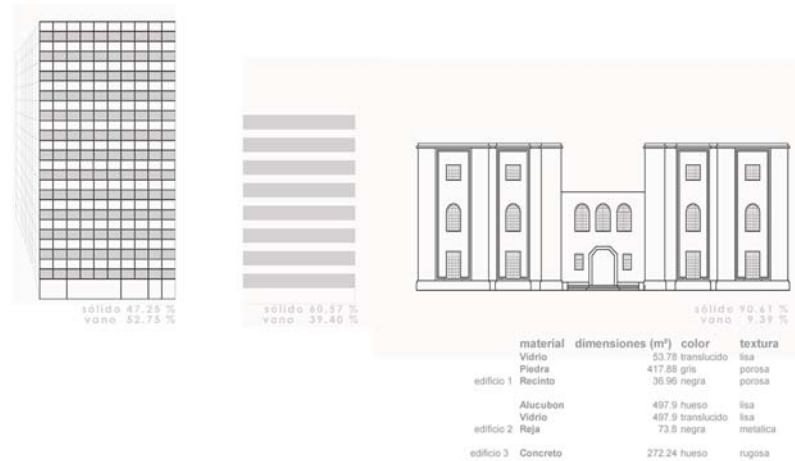 sólido 47.25 %
vano 52.75 %
sólido 60.57 %
vano 39.40 %
sólido 90.61 %
vano 9.39 %
material dimensiones (m²) color textura
Vidrio 53.78 translucido lisa
Piedra 417.88 gris porosa
edificio 1 Recinto 36.96 negra porosa
Alucubon 497.9 hueso lisa
Vidrio 497.9 translucido lisa
edificio 2 Reja 73.8 negra metalica
edificio 3 Concreto 272.24 hueso rugosa